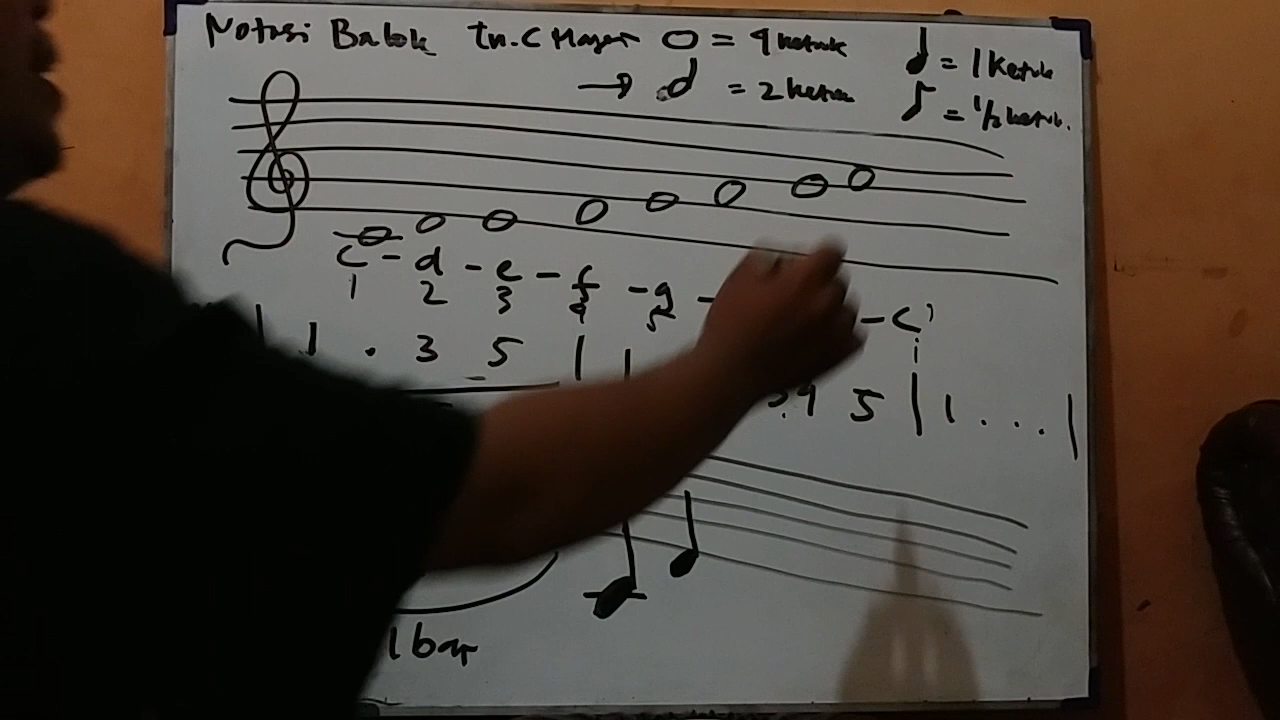 Notasi Balok tn. C Mayor O = 4 ketuk
♩ = 1 Ketuk
→ = 2 ketuk
♪ = 1/2 ketuk.
c - d - e - f - g - - c'
1 2 3 4 5 i
| 1 . 3 5 | 1
4 5 | 1 . . . |
1 bar